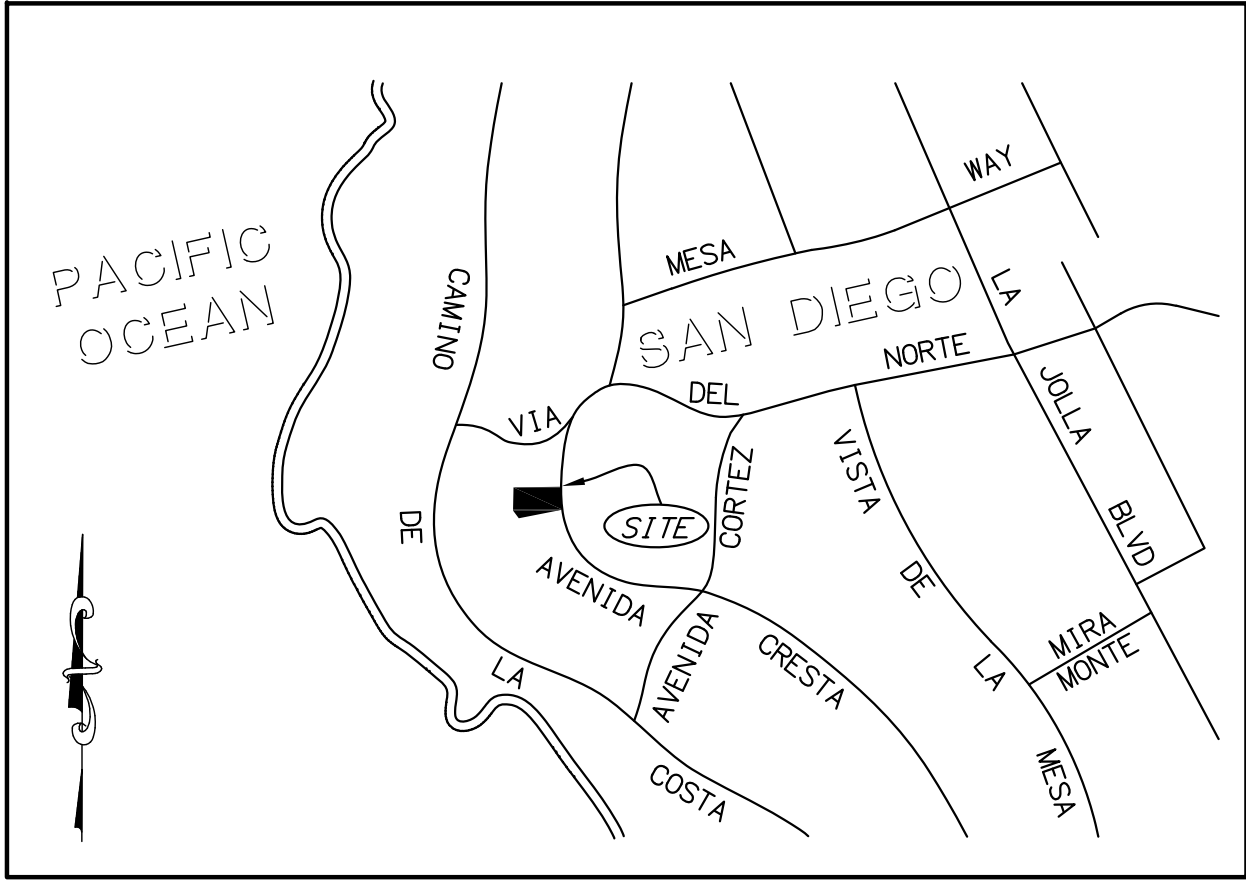 PACIFIC
OCEAN
SAN DIEGO
MESA WAY
CAMINO DE LA COSTA
VIA DEL NORTE
LA JOLLA BLVD
SITE
AVENIDA CORTEZ
AVENIDA CRESTA
VISTA DE LA MESA
MIRA
MONTE